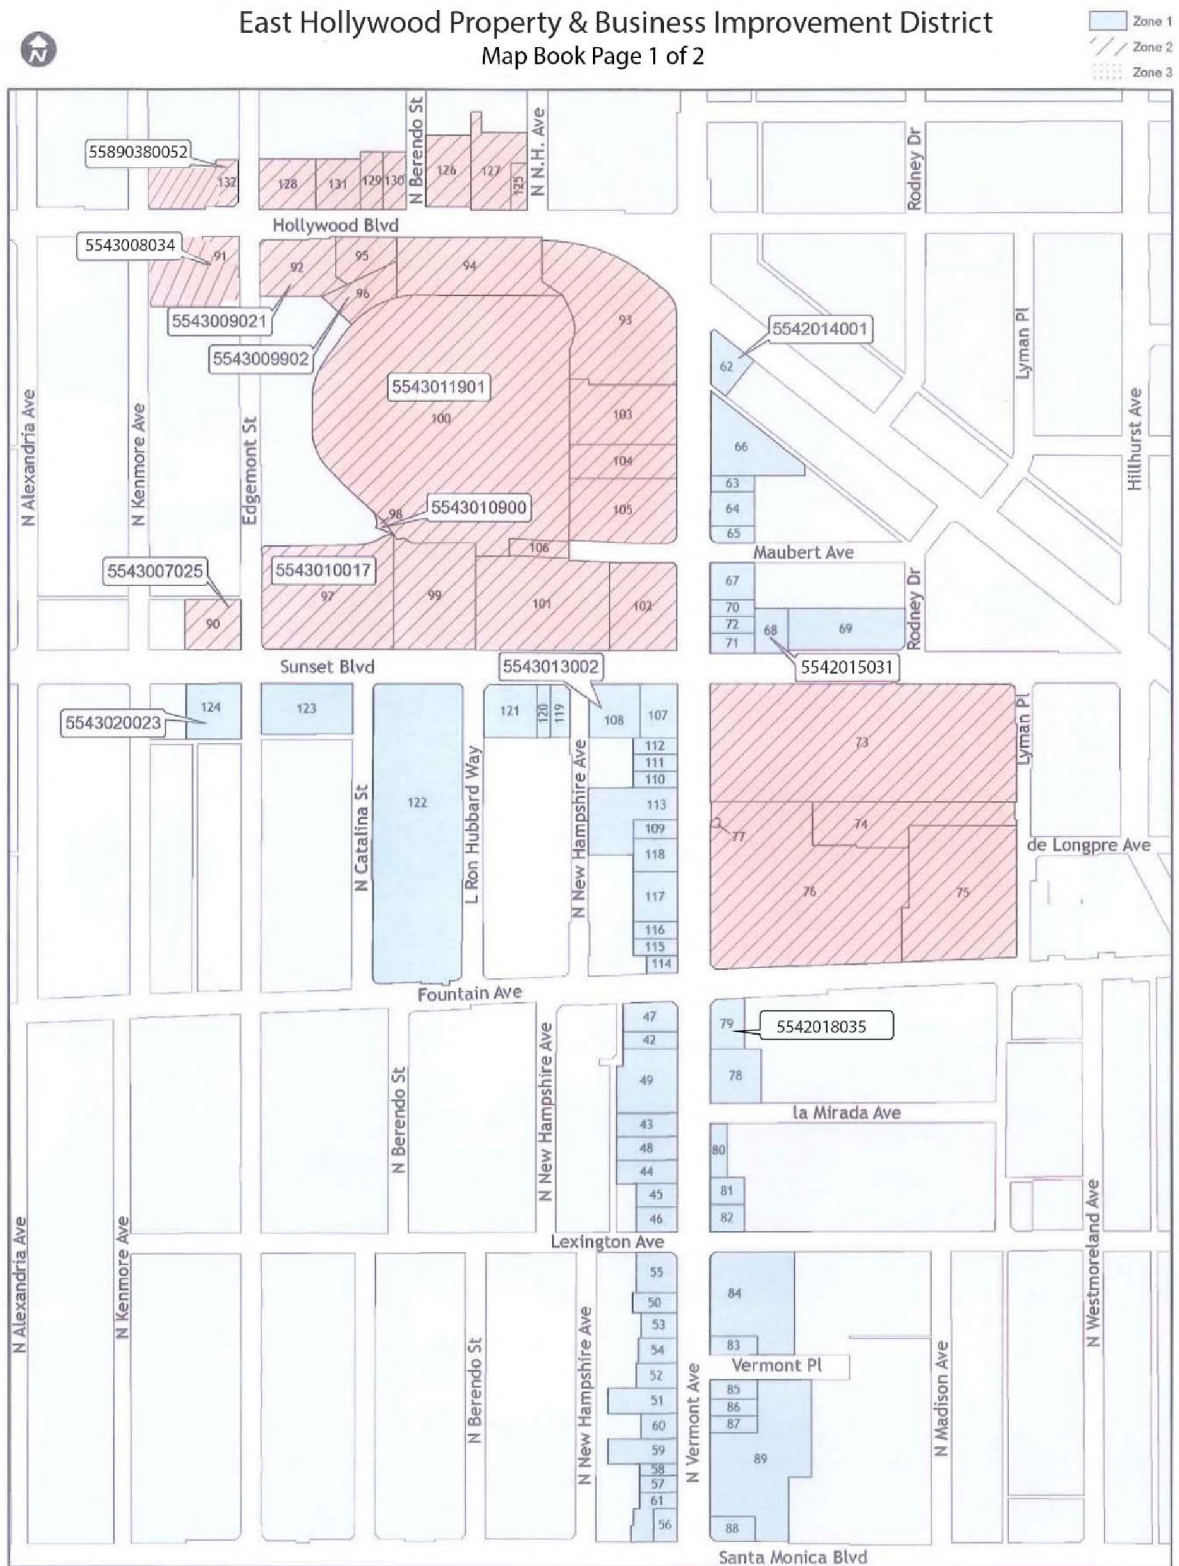 East Hollywood Property & Business Improvement District
Map Book Page 1 of 2
N
Zone 1
Zone 2
Zone 3
N Berendo St
N N.H. Ave
Rodney Dr
55890380052
132
128
131
129
130
126
127
125
Hollywood Blvd
5543008034
91
92
95
94
96
93
5543009021
5543009902
5542014001
62
Lyman Pl
5543011901
100
103
104
105
66
63
64
65
N Alexandria Ave
N Kenmore Ave
Edgemont St
Hillhurst Ave
98
5543010900
106
Maubert Ave
5543007025
5543010017
97
99
101
102
90
67
70
72
71
68
69
Rodney Dr
Sunset Blvd
5543013002
5542015031
124
5543020023
123
121
120
119
108
107
112
111
110
113
109
118
117
116
115
114
122
N Catalina St
L Ron Hubbard Way
N New Hampshire Ave
73
74
77
76
75
Lyman Pl
de Longpre Ave
Fountain Ave
47
42
49
43
48
44
45
46
79
5542018035
78
la Mirada Ave
80
81
82
N Berendo St
N New Hampshire Ave
N Alexandria Ave
N Kenmore Ave
N Westmoreland Ave
Lexington Ave
55
50
53
54
52
51
60
59
58
57
61
56
84
83
Vermont Pl
85
86
87
89
88
N Berendo St
N New Hampshire Ave
N Vermont Ave
N Madison Ave
Santa Monica Blvd